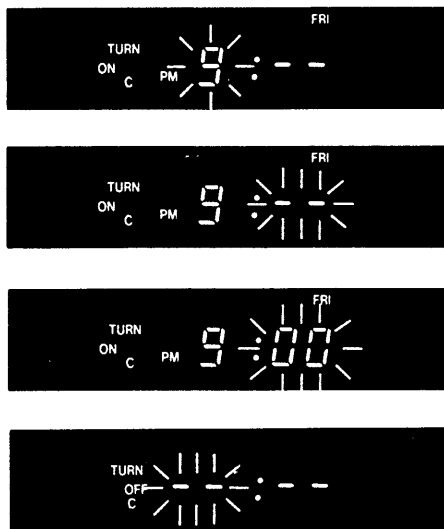 FRI
TURN
ON
C PM 9 : - -
FRI
TURN
ON
C PM 9 : - -
FRI
TURN
ON
C PM 9 : 00
TURN
OFF - - : - -
C